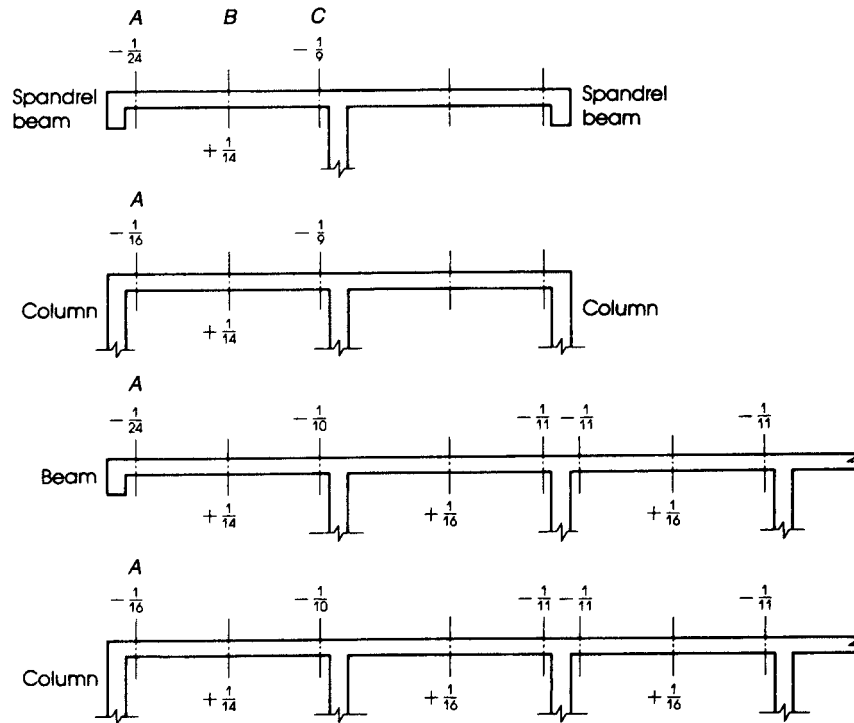 A B C
− 1/24 − 1/9
Spandrel beam Spandrel beam
+ 1/14
A
− 1/16 − 1/9
Column Column
+ 1/14
A
− 1/24 − 1/10 − 1/11 − 1/11 − 1/11
Beam
+ 1/14 + 1/16 + 1/16
A
− 1/16 − 1/10 − 1/11 − 1/11 − 1/11
Column
+ 1/14 + 1/16 + 1/16